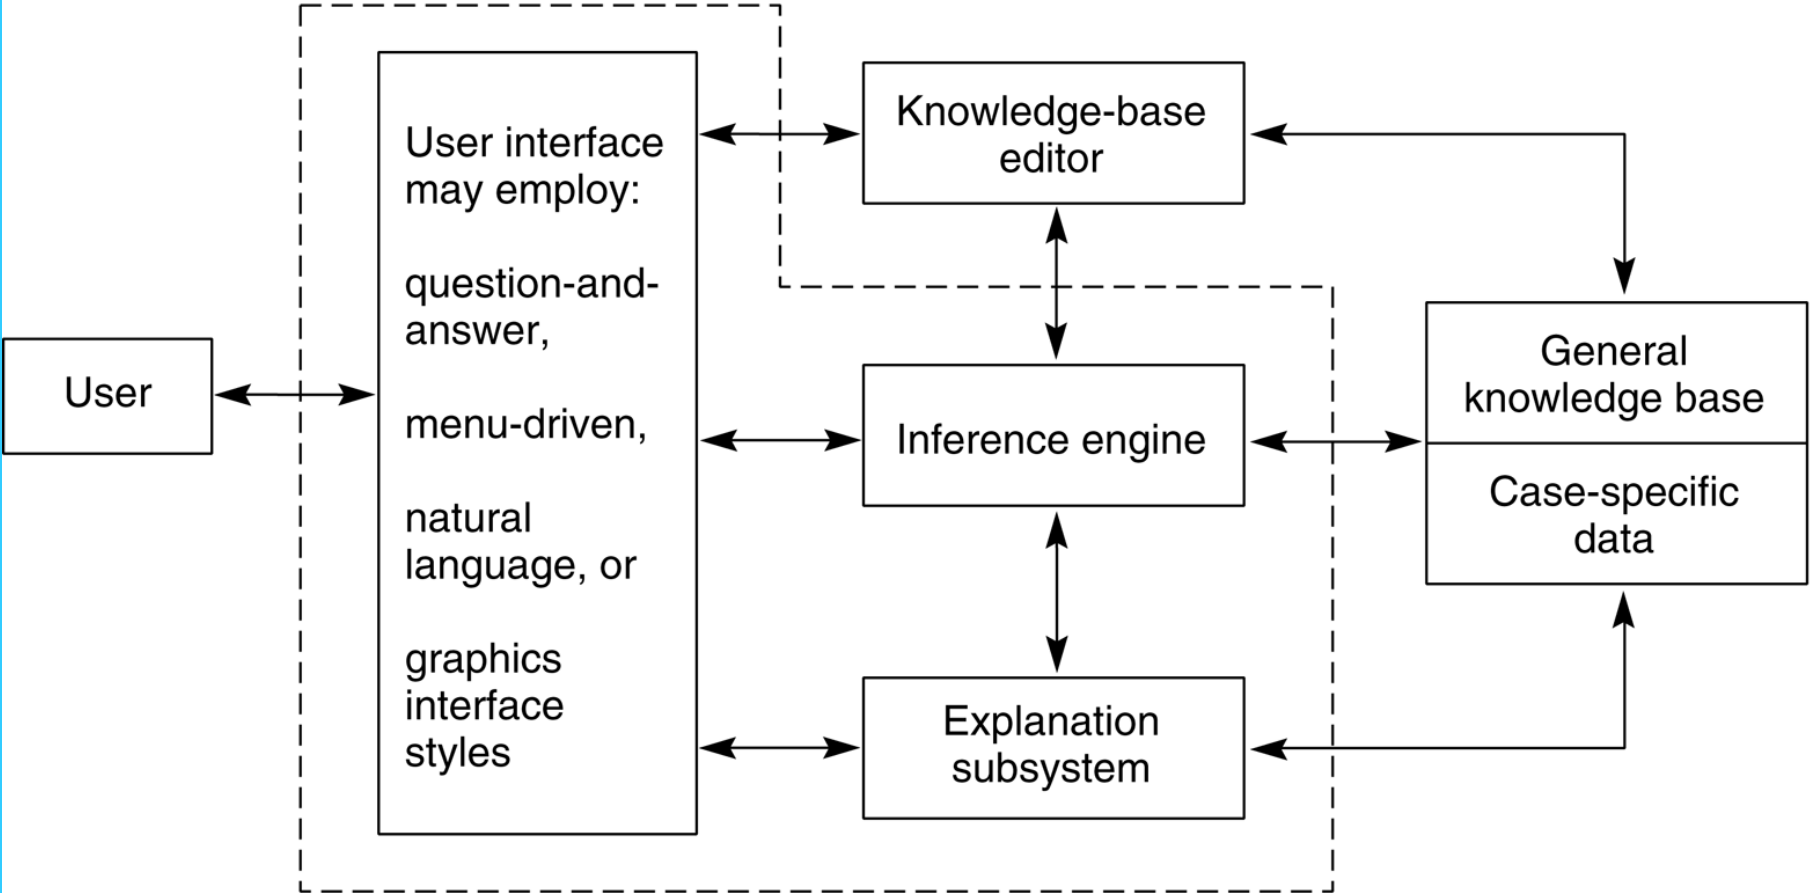 User
User interface
may employ:
question-and-
answer,
menu-driven,
natural
language, or
graphics
interface
styles
Knowledge-base
editor
Inference engine
Explanation
subsystem
General
knowledge base
Case-specific
data